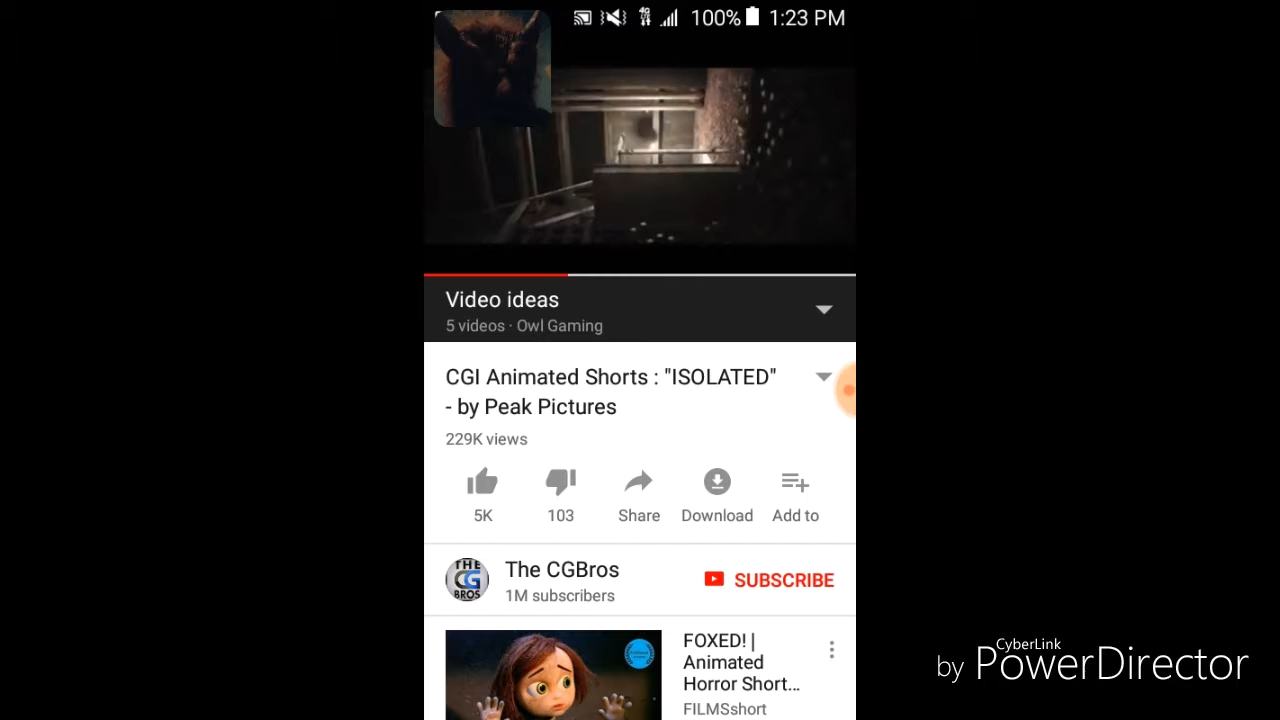 4G
100% 1:23 PM
Video ideas
5 videos · Owl Gaming
CGI Animated Shorts : "ISOLATED"
- by Peak Pictures
229K views
5K 103 Share Download Add to
THE
CG
BROS
The CGBros
1M subscribers
SUBSCRIBE
FOXED! |
Animated
Horror Short...
FILMSshort
CyberLink
by PowerDirector